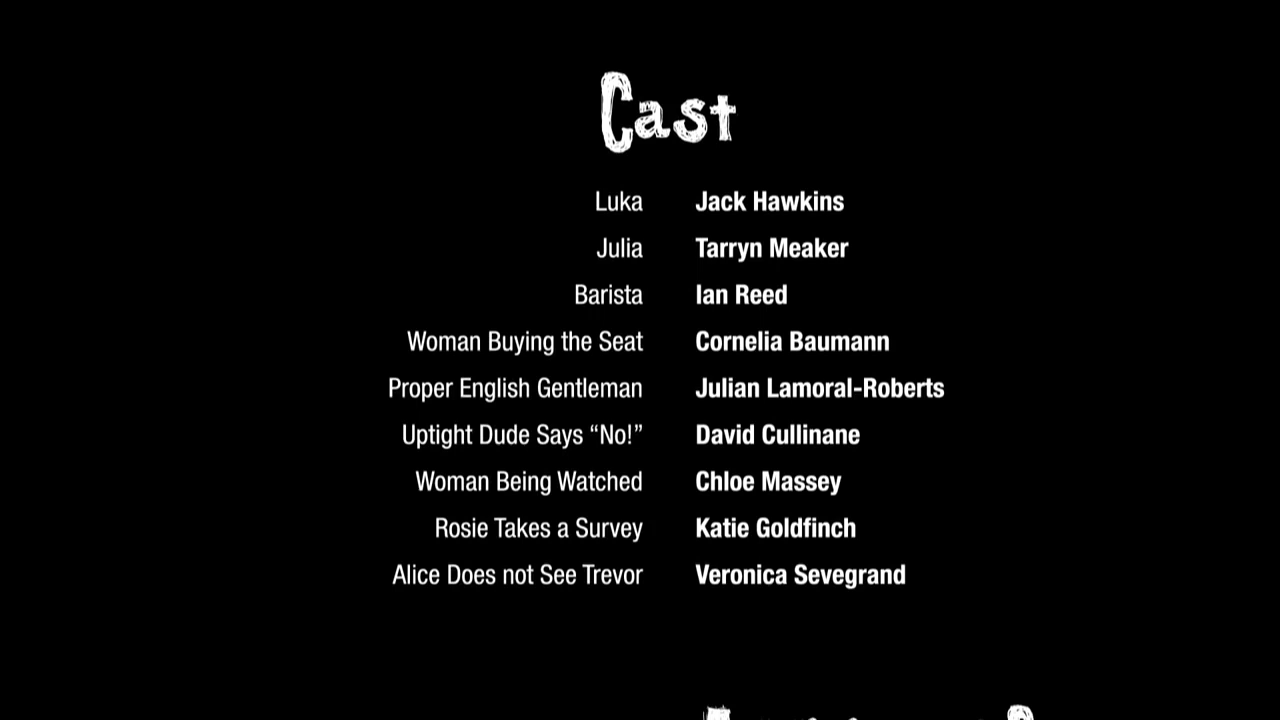 Cast
Luka Jack Hawkins
Julia Tarryn Meaker
Barista Ian Reed
Woman Buying the Seat Cornelia Baumann
Proper English Gentleman Julian Lamoral-Roberts
Uptight Dude Says “No!” David Cullinane
Woman Being Watched Chloe Massey
Rosie Takes a Survey Katie Goldfinch
Alice Does not See Trevor Veronica Sevegrand